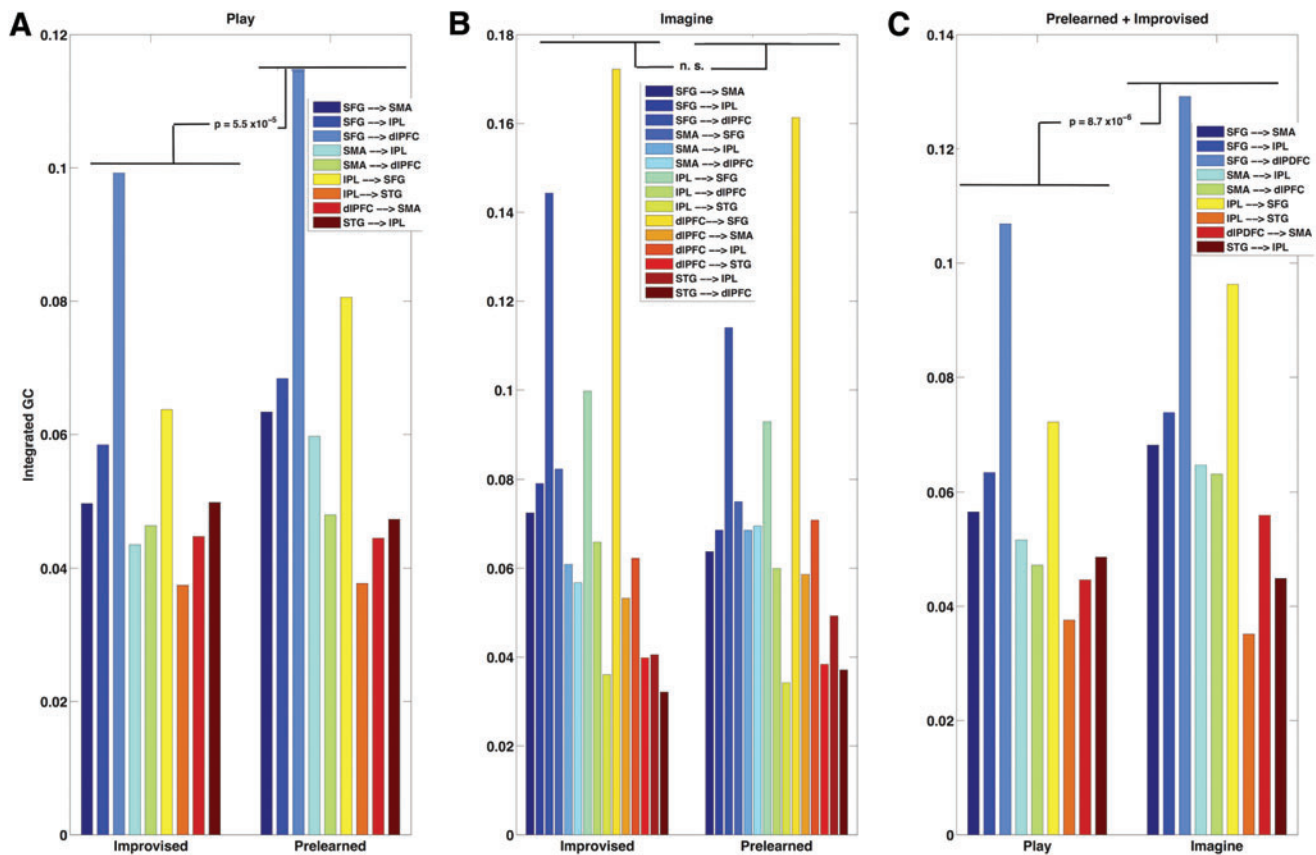 A
Play
0.12
0.1
0.08
0.06
0.04
0.02
0
Integrated GC
p = 5.5 x10⁻⁵
SFG --> SMA
SFG --> IPL
SFG --> dlPFC
SMA --> IPL
SMA --> dlPFC
IPL --> SFG
IPL --> STG
dlPFC --> SMA
STG --> IPL
Improvised
Prelearned
B
Imagine
0.18
0.16
0.14
0.12
0.1
0.08
0.06
0.04
0.02
0
n. s.
SFG --> SMA
SFG --> IPL
SFG --> dlPFC
SMA --> SFG
SMA --> IPL
SMA --> dlPFC
IPL --> SFG
IPL --> dlPFC
IPL --> STG
dlPFC --> SFG
dlPFC --> SMA
dlPFC --> IPL
dlPFC --> STG
STG --> IPL
STG --> dlPFC
Improvised
Prelearned
C
Prelearned + Improvised
0.14
0.12
0.1
0.08
0.06
0.04
0.02
0
p = 8.7 x10⁻⁶
SFG --> SMA
SFG --> IPL
SFG --> dlPDFC
SMA --> IPL
SMA --> dlPFC
IPL --> SFG
IPL --> STG
dlPDFC --> SMA
STG --> IPL
Play
Imagine